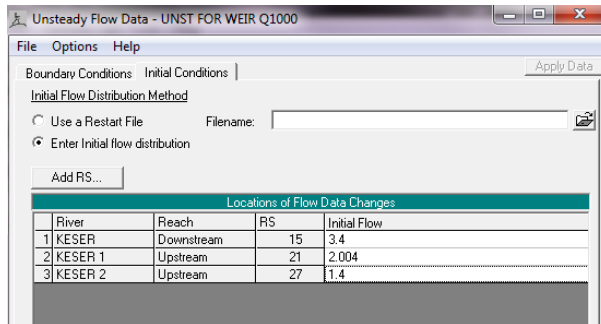 Unsteady Flow Data - UNST FOR WEIR Q1000
File Options Help
Boundary Conditions Initial Conditions Apply Data
Initial Flow Distribution Method
Use a Restart File Filename:
Enter Initial flow distribution
Add RS...
Locations of Flow Data Changes
River Reach RS Initial Flow
1 KESER Downstream 15 3.4
2 KESER 1 Upstream 21 2.004
3 KESER 2 Upstream 27 1.4